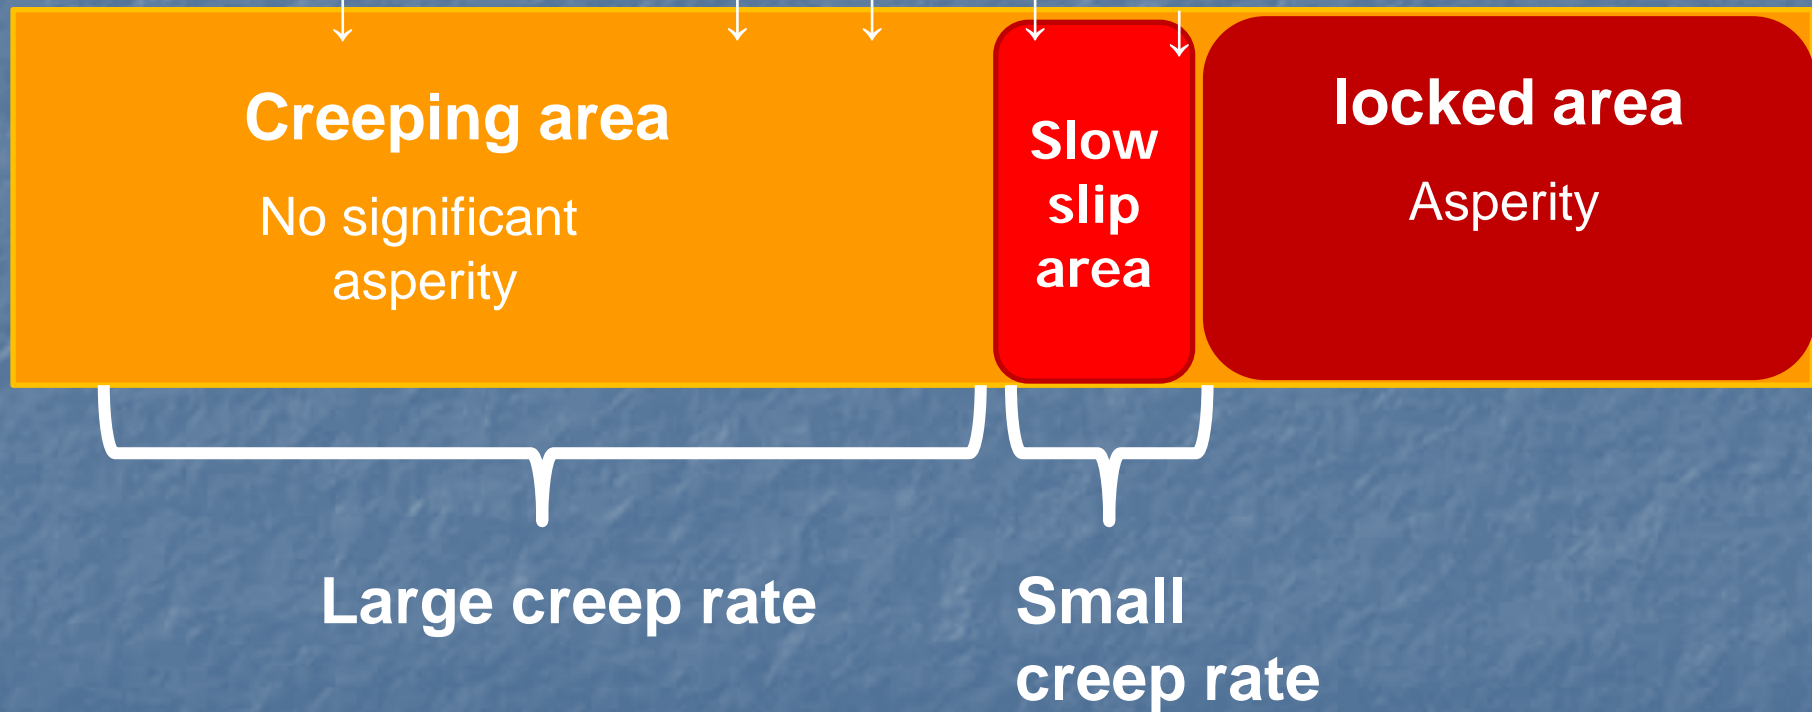 Creeping area
No significant
asperity
Slow
slip
area
locked area
Asperity
Large creep rate
Small
creep rate